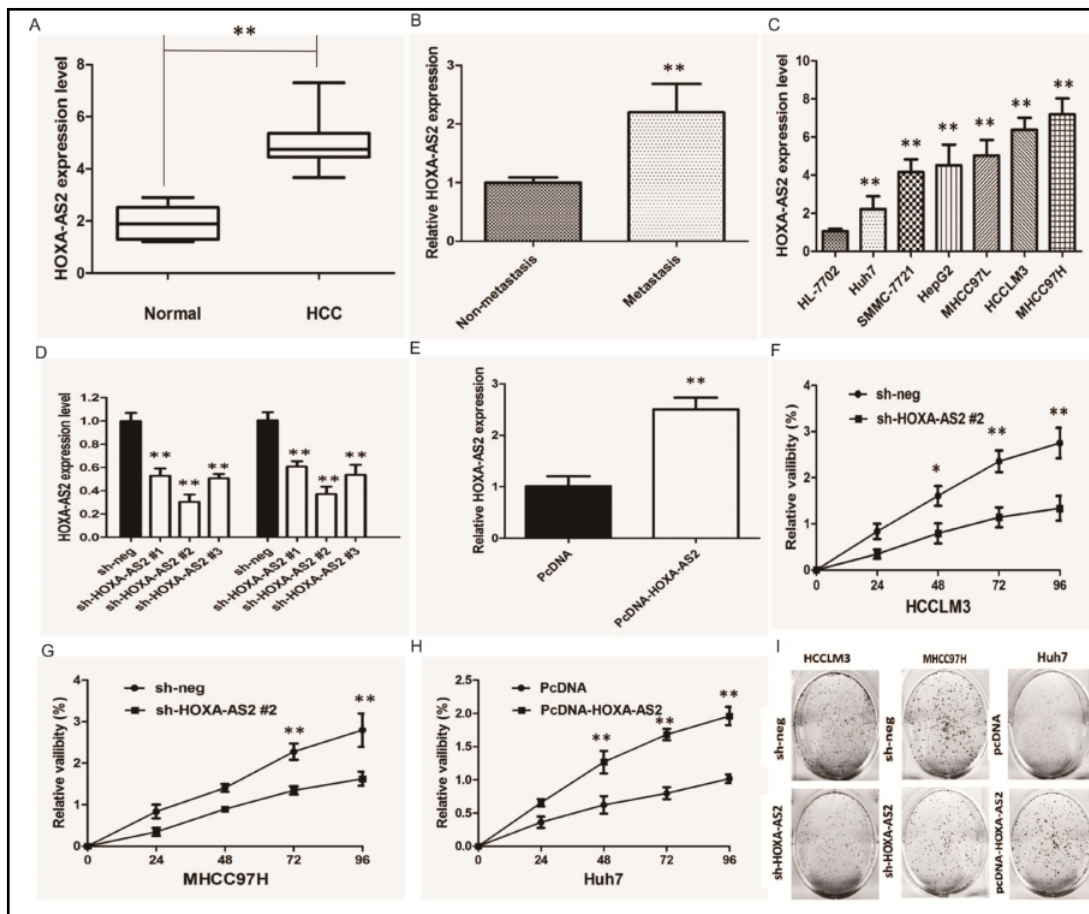 A
**
HOXA-AS2 expression level
8
6
4
2
0
Normal
HCC
B
**
Relative HOXA-AS2 expression
3
2
1
0
Non-metastasis
Metastasis
C
** ** ** ** ** **
HOXA-AS2 expression level
10
8
6
4
2
0
HL-7702
Huh7
SMMC-7721
HepG2
MHCC97L
HCCLM3
MHCC97H
D
HOXA-AS2 expression level
1.2
1.0
0.8
0.6
0.4
0.2
0.0
** ** ** ** ** **
sh-neg
sh-HOXA-AS2 #1
sh-HOXA-AS2 #2
sh-HOXA-AS2 #3
sh-neg
sh-HOXA-AS2 #1
sh-HOXA-AS2 #2
sh-HOXA-AS2 #3
E
**
Relative HOXA-AS2 expression
3
2
1
0
PcDNA
PcDNA-HOXA-AS2
F
sh-neg
sh-HOXA-AS2 #2
* ** **
Relative vailibity (%)
4
3
2
1
0
0 24 48 72 96
HCCLM3
G
sh-neg
sh-HOXA-AS2 #2
** **
Relative vailibity (%)
4
3
2
1
0
0 24 48 72 96
MHCC97H
H
PcDNA
PcDNA-HOXA-AS2
** ** **
Relative vailibity (%)
2.5
2.0
1.5
1.0
0.5
0.0
0 24 48 72 96
Huh7
I
HCCLM3
MHCC97H
Huh7
sh-neg
sh-neg
pcDNA
sh-HOXA-AS2
sh-HOXA-AS2
pcDNA-HOXA-AS2